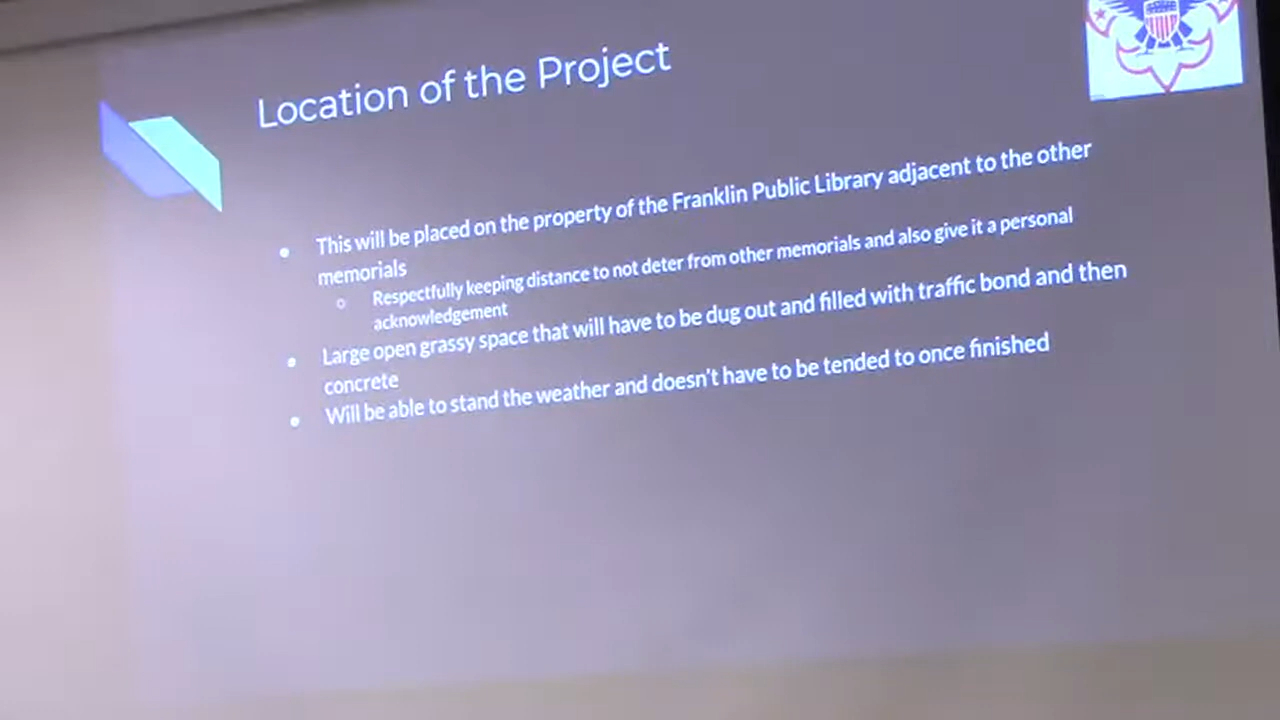 Location of the Project
This will be placed on the property of the Franklin Public Library adjacent to the other
memorials
Respectfully keeping distance to not deter from other memorials and also give it a personal
acknowledgement
Large open grassy space that will have to be dug out and filled with traffic bond and then
concrete
Will be able to stand the weather and doesn't have to be tended to once finished